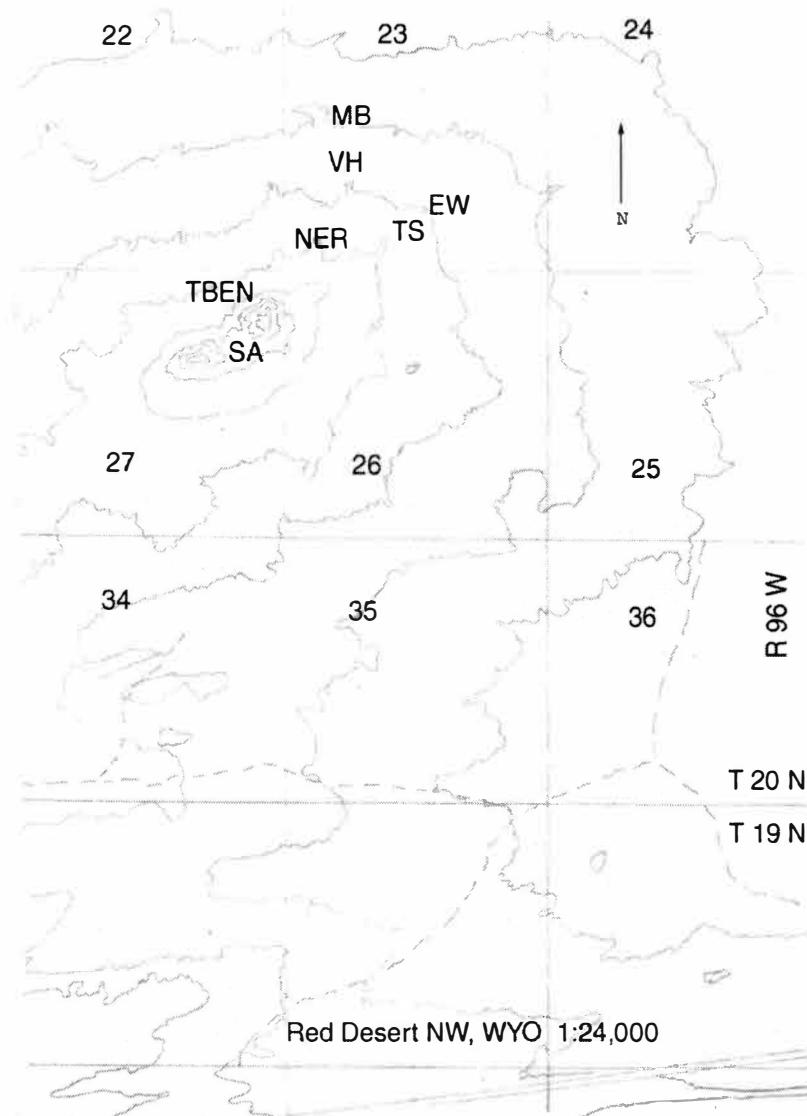 22 23 24
MB
VH
EW
NER TS
N
TBEN
SA
27 26 25
34 35 36
R 96 W
T 20 N
T 19 N
Red Desert NW, WYO 1:24,000